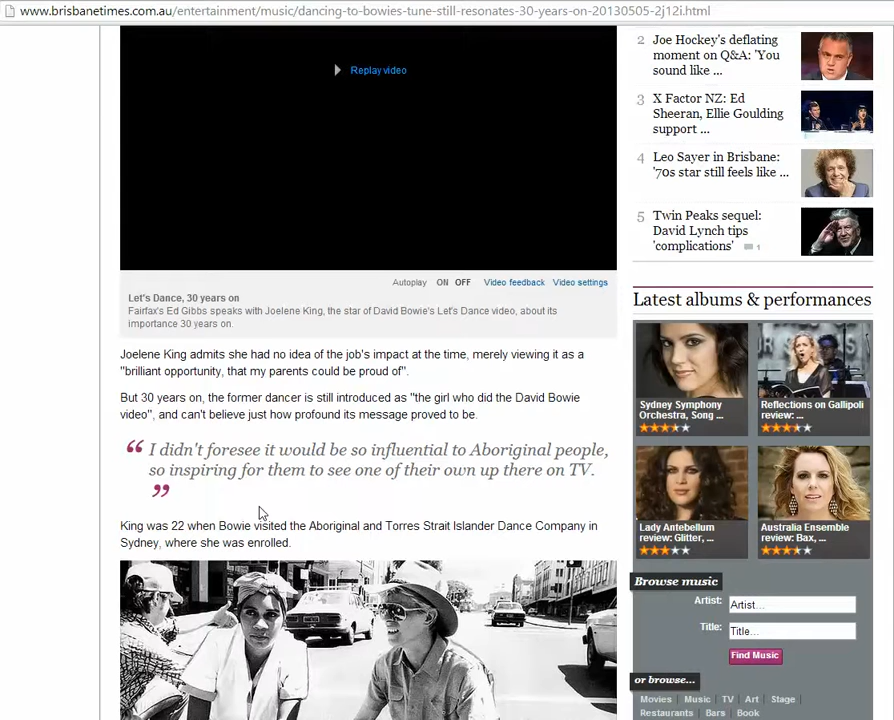 www.brisbanetimes.com.au/entertainment/music/dancing-to-bowies-tune-still-resonates-30-years-on-20130505-2j12i.html
Replay video
Autoplay ON OFF Video feedback Video settings
Let's Dance, 30 years on
Fairfax's Ed Gibbs speaks with Joelene King, the star of David Bowie's Let's Dance video, about its
importance 30 years on.
Joelene King admits she had no idea of the job's impact at the time, merely viewing it as a
"brilliant opportunity, that my parents could be proud of".
But 30 years on, the former dancer is still introduced as "the girl who did the David Bowie
video", and can't believe just how profound its message proved to be.
“ I didn't foresee it would be so influential to Aboriginal people,
so inspiring for them to see one of their own up there on TV.
”
King was 22 when Bowie visited the Aboriginal and Torres Strait Islander Dance Company in
Sydney, where she was enrolled.
2 Joe Hockey's deflating
moment on Q&A: 'You
sound like ...
3 X Factor NZ: Ed
Sheeran, Ellie Goulding
support ...
4 Leo Sayer in Brisbane:
'70s star still feels like ...
5 Twin Peaks sequel:
David Lynch tips
'complications' 1
Latest albums & performances
Sydney Symphony
Orchestra, Song ...
Reflections on Gallipoli
review: ...
Lady Antebellum
review: Glitter, ...
Australia Ensemble
review: Bax, ...
Browse music
Artist: Artist...
Title: Title...
Find Music
or browse...
Movies Music TV Art Stage
Restaurants Bars Book